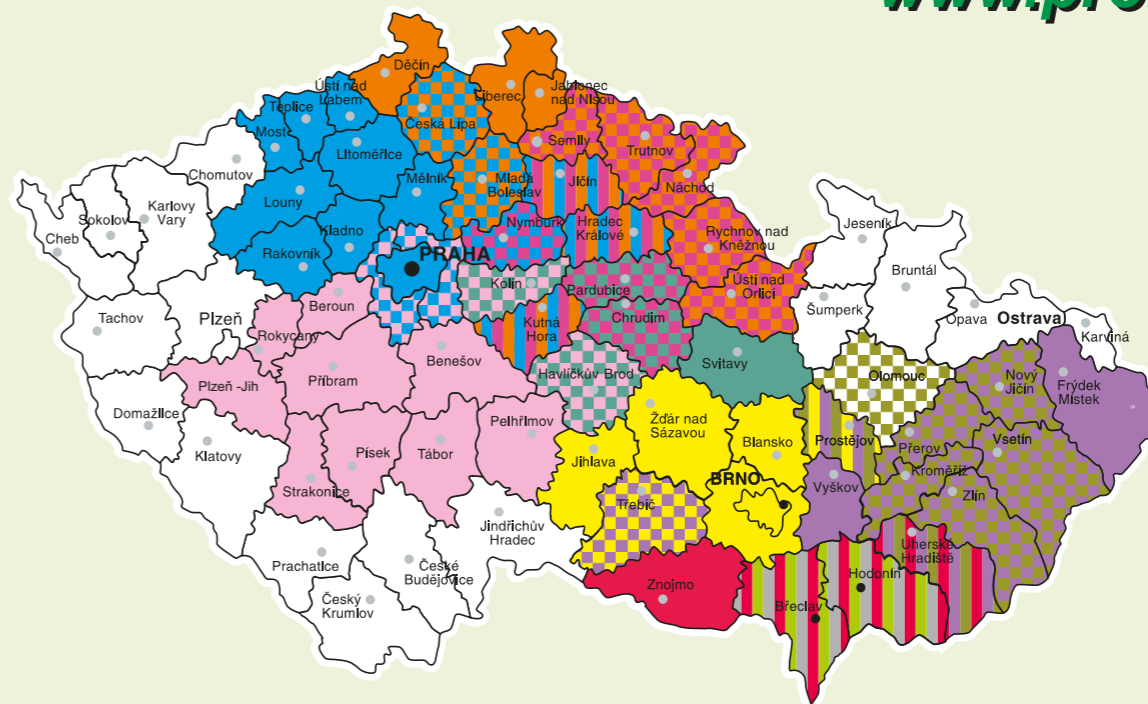 www.pro
Děčín
Ústí nad
Labem
Liberec
Jablonec
nad Nisou
Teplice
Česká Lípa
Most
Semily
Trutnov
Litoměřice
Chomutov
Mělník
Mladá
Boleslav
Jičín
Náchod
Karlovy
Vary
Louny
Sokolov
Cheb
Nymburk
Hradec
Králové
Kladno
Rychnov nad
Kněžnou
Jeseník
Rakovník
PRAHA
Bruntál
Kolín
Pardubice
Ústí nad
Orlicí
Beroun
Šumperk
Opava
Ostrava
Tachov
Plzeň
Rokycany
Chrudim
Karviná
Kutná
Hora
Benešov
Svitavy
Havlíčkův Brod
Olomouc
Plzeň -Jih
Příbram
Nový
Jičín
Frýdek
Místek
Domažlice
Pelhřimov
Žďár nad
Sázavou
Prostějov
Vsetín
Blansko
Přerov
Klatovy
Písek
Tábor
Jihlava
Kroměříž
BRNO
Vyškov
Strakonice
Zlín
Třebíč
Jindřichův
Hradec
Uherské
Hradiště
Prachatice
České
Budějovice
Hodonín
Znojmo
Český
Krumlov
Břeclav